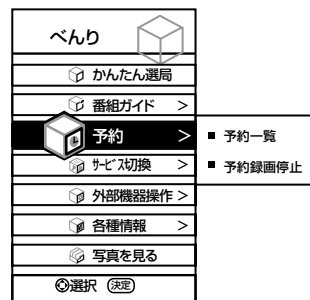 べんり
かんたん選局
番組ガイド >
予約 >
予約一覧
サービス切換 >
予約録画停止
外部機器操作 >
各種情報 >
写真を見る
選択 決定